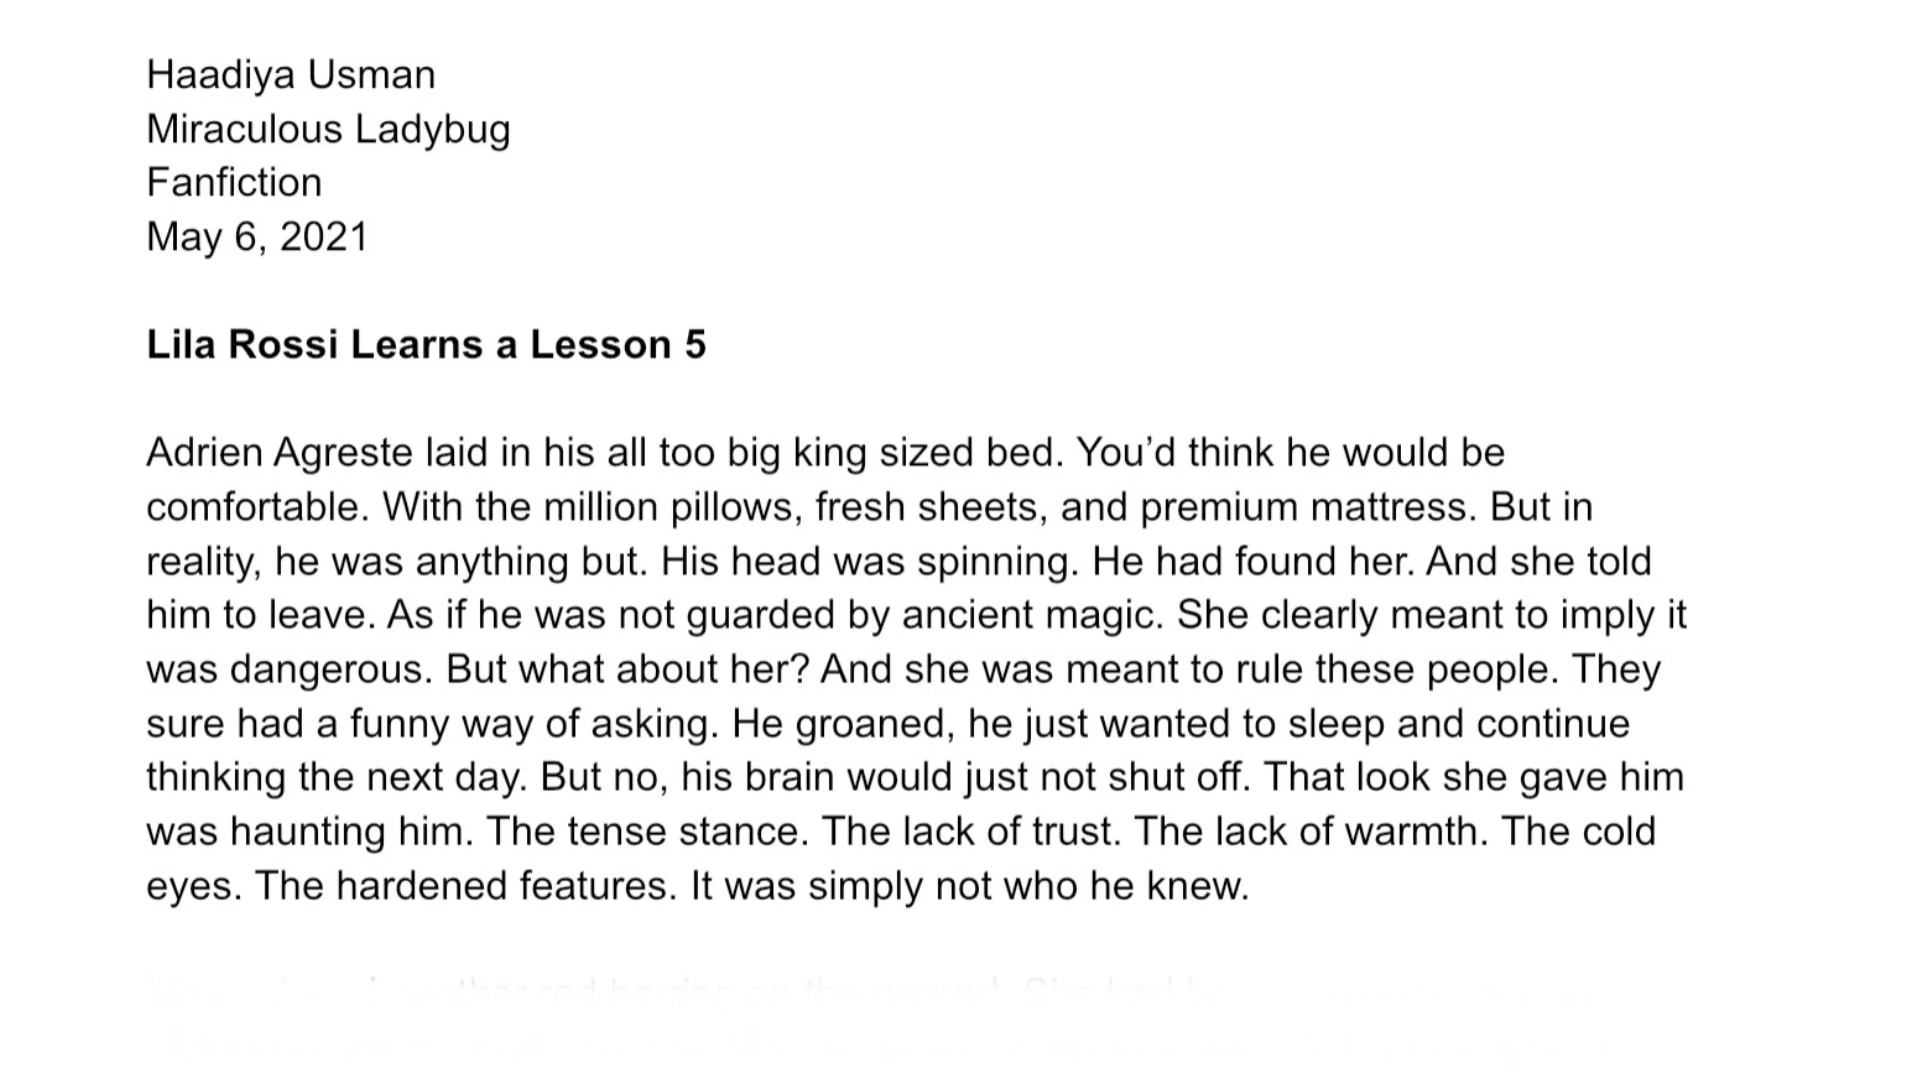 Haadiya Usman
Miraculous Ladybug
Fanfiction
May 6, 2021
Lila Rossi Learns a Lesson 5
Adrien Agreste laid in his all too big king sized bed. You’d think he would be
comfortable. With the million pillows, fresh sheets, and premium mattress. But in
reality, he was anything but. His head was spinning. He had found her. And she told
him to leave. As if he was not guarded by ancient magic. She clearly meant to imply it
was dangerous. But what about her? And she was meant to rule these people. They
sure had a funny way of asking. He groaned, he just wanted to sleep and continue
thinking the next day. But no, his brain would just not shut off. That look she gave him
was haunting him. The tense stance. The lack of trust. The lack of warmth. The cold
eyes. The hardened features. It was simply not who he knew.
red herring on the ground. She had